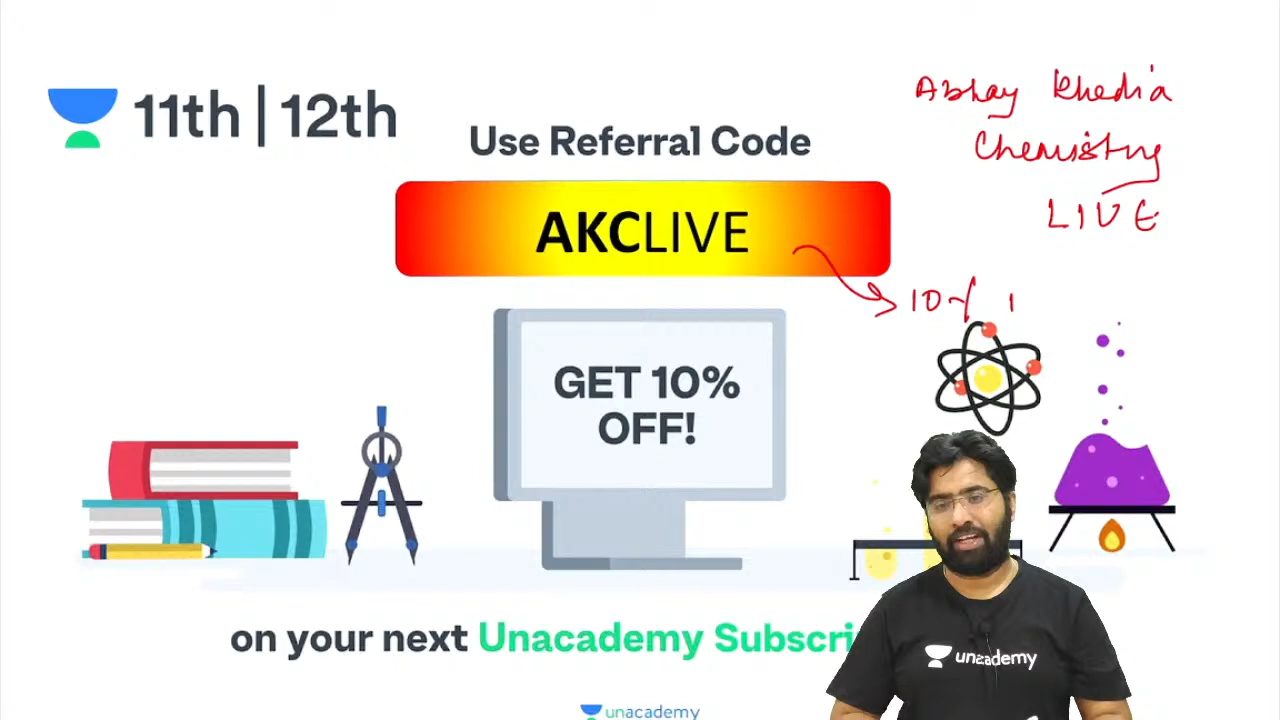 11th | 12th
Use Referral Code
AKCLIVE
Abhay Khedia
Chemistry
LIVE
10%
GET 10%
OFF!
on your next Unacademy Subscri
unacademy
unacademy